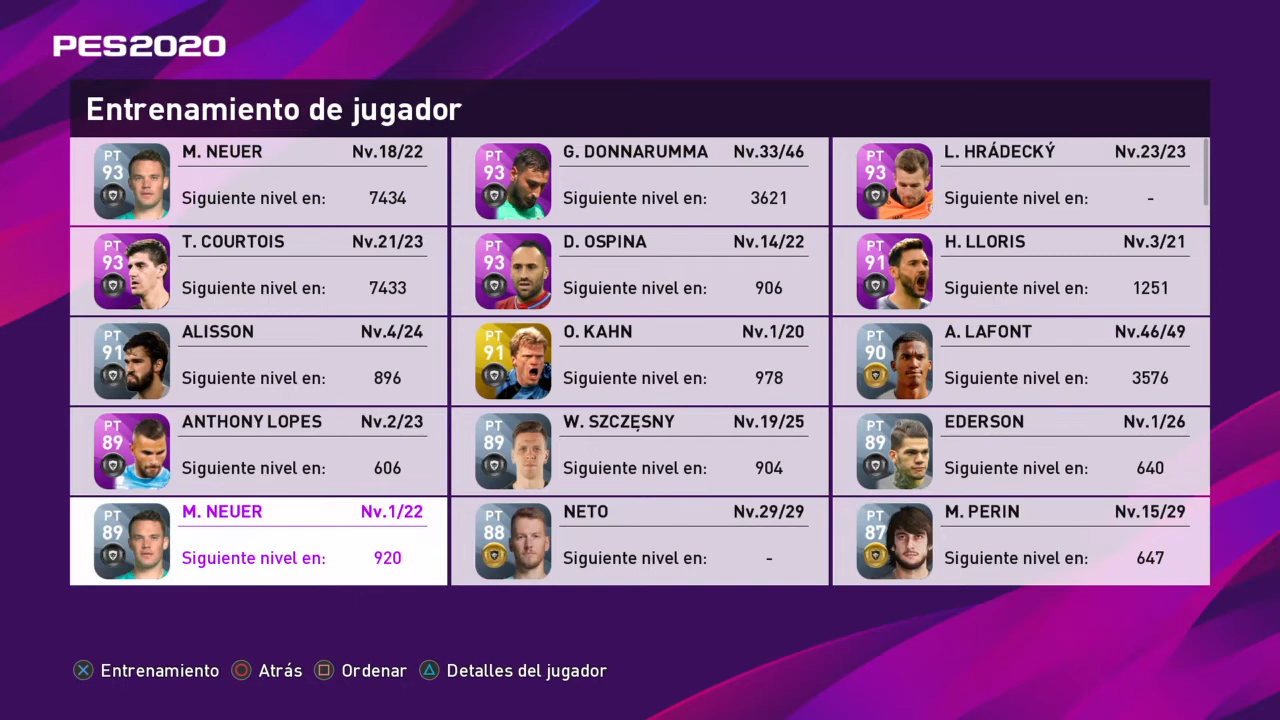 PES2020
Entrenamiento de jugador
PT 93 M. NEUER Nv.18/22
Siguiente nivel en: 7434
PT 93 G. DONNARUMMA Nv.33/46
Siguiente nivel en: 3621
PT 93 L. HRÁDECKÝ Nv.23/23
Siguiente nivel en: -
PT 93 T. COURTOIS Nv.21/23
Siguiente nivel en: 7433
PT 93 D. OSPINA Nv.14/22
Siguiente nivel en: 906
PT 91 H. LLORIS Nv.3/21
Siguiente nivel en: 1251
PT 91 ALISSON Nv.4/24
Siguiente nivel en: 896
PT 91 O. KAHN Nv.1/20
Siguiente nivel en: 978
PT 90 A. LAFONT Nv.46/49
Siguiente nivel en: 3576
PT 89 ANTHONY LOPES Nv.2/23
Siguiente nivel en: 606
PT 89 W. SZCZĘSNY Nv.19/25
Siguiente nivel en: 904
PT 89 EDERSON Nv.1/26
Siguiente nivel en: 640
PT 89 M. NEUER Nv.1/22
Siguiente nivel en: 920
PT 88 NETO Nv.29/29
Siguiente nivel en: -
PT 87 M. PERIN Nv.15/29
Siguiente nivel en: 647
Entrenamiento Atrás Ordenar Detalles del jugador